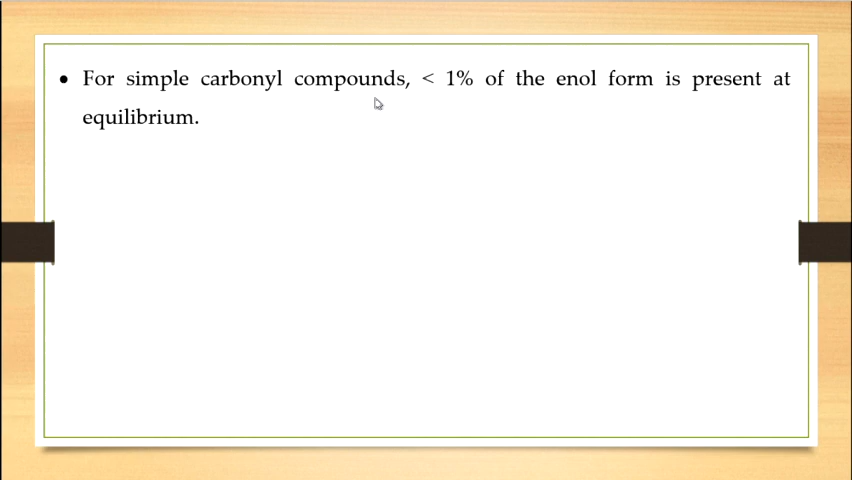 • For simple carbonyl compounds, < 1% of the enol form is present at
equilibrium.